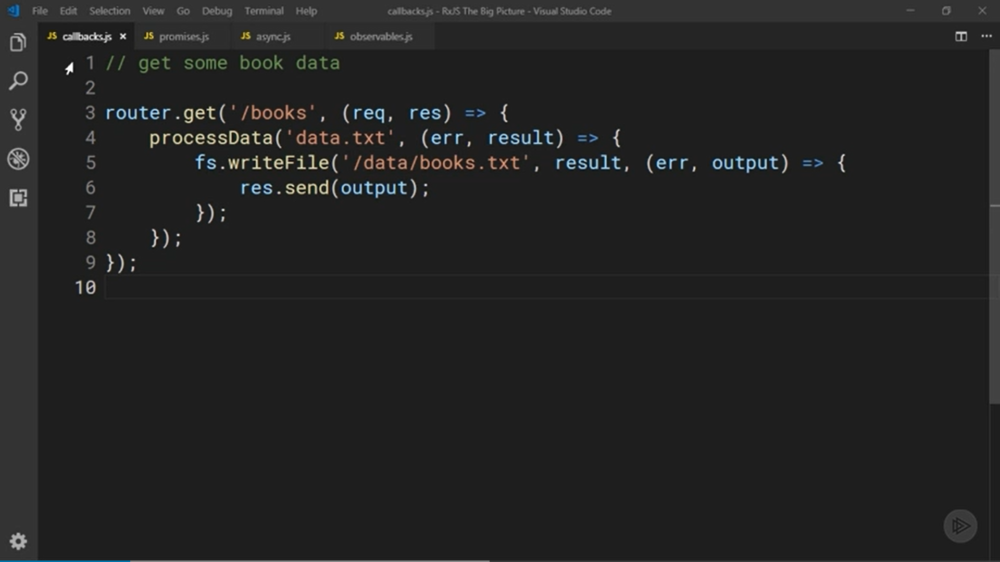 File Edit Selection View Go Debug Terminal Help callbacks.js - RxJS The Big Picture - Visual Studio Code
JS callbacks.js × JS promises.js JS async.js JS observables.js
1 // get some book data
2
3 router.get('/books', (req, res) => {
4     processData('data.txt', (err, result) => {
5         fs.writeFile('/data/books.txt', result, (err, output) => {
6             res.send(output);
7         });
8     });
9 });
10